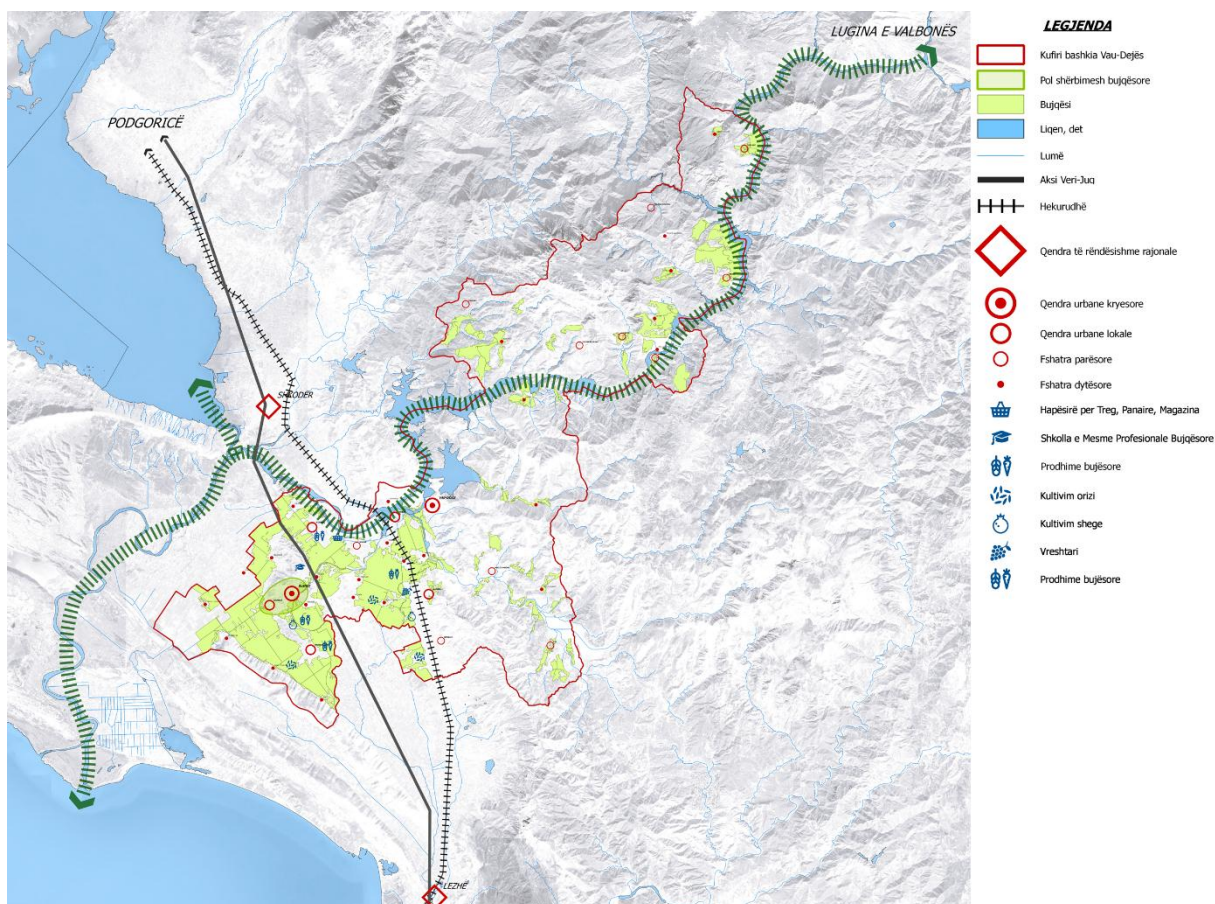 LUGINA E VALBONËS
PODGORICË
SHKODËR
LEZHË
LEGJENDA
Kufiri bashkia Vau-Dejës
Pol shërbimesh bujqësore
Bujqësi
Liqen, det
Lumë
Aksi Veri-Jug
Hekurudhë
Qendra të rëndësishme rajonale
Qendra urbane kryesore
Qendra urbane lokale
Fshatra parësore
Fshatra dytësore
Hapësirë per Treg, Panaire, Magazina
Shkolla e Mesme Profesionale Bujqësore
Prodhime bujësore
Kultivim orizi
Kultivim shege
Vreshtari
Prodhime bujësore